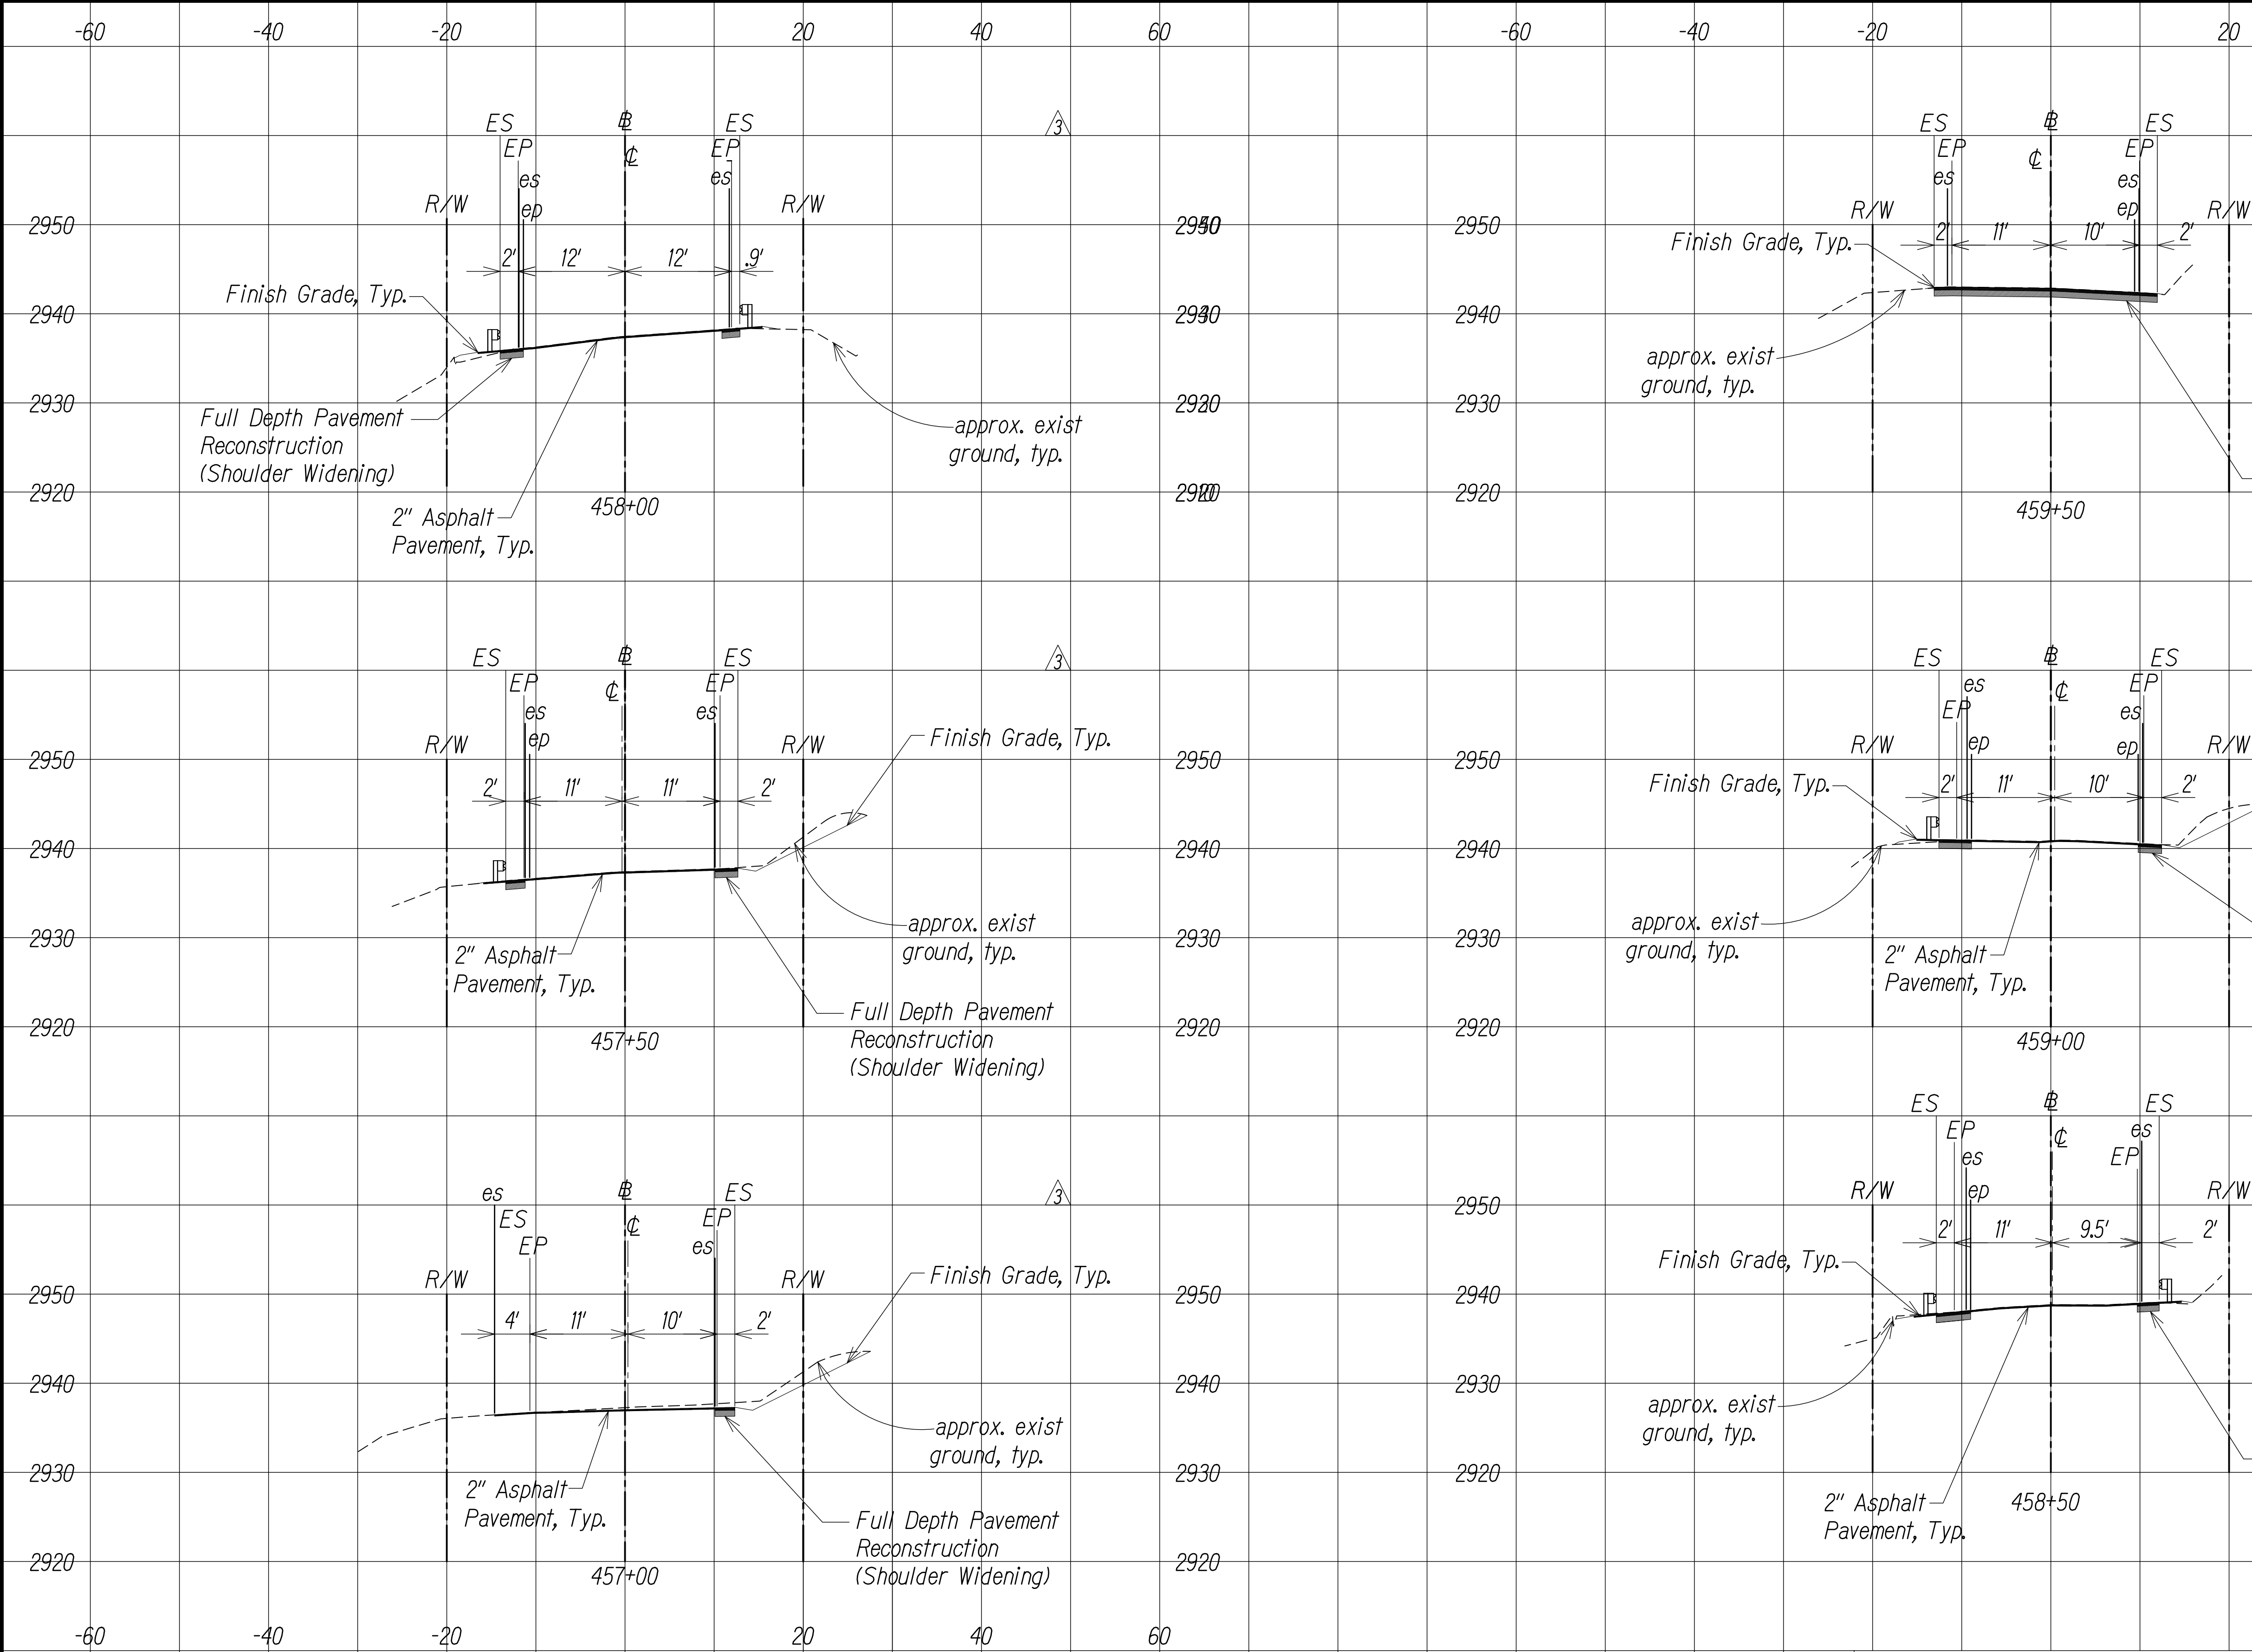 -60 -40 -20 20 40 60 -60 -40 -20 20
ES ES
EP EP
es es
ep
R/W R/W
2950
2' 12' 12' .9'
Finish Grade, Typ.
2940
2930
Full Depth Pavement
Reconstruction
(Shoulder Widening)
approx. exist
ground, typ.
2920
458+00
2" Asphalt
Pavement, Typ.
3
ES ES
EP EP
es es
ep
R/W R/W
2950
2' 11' 11' 2'
Finish Grade, Typ.
2940
approx. exist
ground, typ.
2930
2" Asphalt
Pavement, Typ.
Full Depth Pavement
Reconstruction
(Shoulder Widening)
2920
457+50
3
es ES
ES EP
EP es
R/W R/W
2950
4' 11' 10' 2'
Finish Grade, Typ.
2940
approx. exist
ground, typ.
2930
2" Asphalt
Pavement, Typ.
Full Depth Pavement
Reconstruction
(Shoulder Widening)
2920
457+00
3
2950
2940
2930
2920
2950
2940
2930
2920
ES ES
EP EP
es es
ep
R/W R/W
2950
2' 11' 10' 2'
Finish Grade, Typ.
2940
approx. exist
ground, typ.
2930
2920
459+50
ES ES
es EP
EP es
ep ep
R/W R/W
2950
2' 11' 10' 2'
Finish Grade, Typ.
2940
approx. exist
ground, typ.
2930
2" Asphalt
Pavement, Typ.
2920
459+00
ES ES
EP es
es EP
ep
R/W R/W
2950
2' 11' 9.5' 2'
Finish Grade, Typ.
2940
approx. exist
ground, typ.
2930
2" Asphalt
Pavement, Typ.
2920
458+50
-60 -40 -20 20 40 60